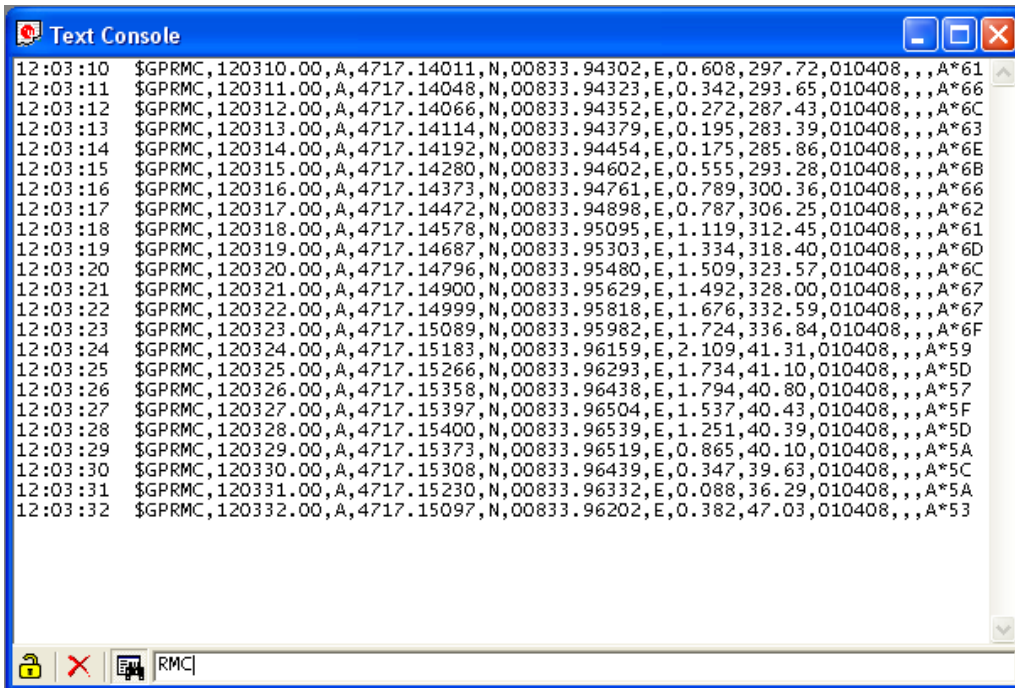 Text Console
12:03:10 $GPRMC,120310.00,A,4717.14011,N,00833.94302,E,0.608,297.72,010408,,,A*61
12:03:11 $GPRMC,120311.00,A,4717.14048,N,00833.94323,E,0.342,293.65,010408,,,A*66
12:03:12 $GPRMC,120312.00,A,4717.14066,N,00833.94352,E,0.272,287.43,010408,,,A*6C
12:03:13 $GPRMC,120313.00,A,4717.14114,N,00833.94379,E,0.195,283.39,010408,,,A*63
12:03:14 $GPRMC,120314.00,A,4717.14192,N,00833.94454,E,0.175,285.86,010408,,,A*6E
12:03:15 $GPRMC,120315.00,A,4717.14280,N,00833.94602,E,0.555,293.28,010408,,,A*6B
12:03:16 $GPRMC,120316.00,A,4717.14373,N,00833.94761,E,0.789,300.36,010408,,,A*66
12:03:17 $GPRMC,120317.00,A,4717.14472,N,00833.94898,E,0.787,306.25,010408,,,A*62
12:03:18 $GPRMC,120318.00,A,4717.14578,N,00833.95095,E,1.119,312.45,010408,,,A*61
12:03:19 $GPRMC,120319.00,A,4717.14687,N,00833.95303,E,1.334,318.40,010408,,,A*6D
12:03:20 $GPRMC,120320.00,A,4717.14796,N,00833.95480,E,1.509,323.57,010408,,,A*6C
12:03:21 $GPRMC,120321.00,A,4717.14900,N,00833.95629,E,1.492,328.00,010408,,,A*67
12:03:22 $GPRMC,120322.00,A,4717.14999,N,00833.95818,E,1.676,332.59,010408,,,A*67
12:03:23 $GPRMC,120323.00,A,4717.15089,N,00833.95982,E,1.724,336.84,010408,,,A*6F
12:03:24 $GPRMC,120324.00,A,4717.15183,N,00833.96159,E,2.109,41.31,010408,,,A*59
12:03:25 $GPRMC,120325.00,A,4717.15266,N,00833.96293,E,1.734,41.10,010408,,,A*5D
12:03:26 $GPRMC,120326.00,A,4717.15358,N,00833.96438,E,1.794,40.80,010408,,,A*57
12:03:27 $GPRMC,120327.00,A,4717.15397,N,00833.96504,E,1.537,40.43,010408,,,A*5F
12:03:28 $GPRMC,120328.00,A,4717.15400,N,00833.96539,E,1.251,40.39,010408,,,A*5D
12:03:29 $GPRMC,120329.00,A,4717.15373,N,00833.96519,E,0.865,40.10,010408,,,A*5A
12:03:30 $GPRMC,120330.00,A,4717.15308,N,00833.96439,E,0.347,39.63,010408,,,A*5C
12:03:31 $GPRMC,120331.00,A,4717.15230,N,00833.96332,E,0.088,36.29,010408,,,A*5A
12:03:32 $GPRMC,120332.00,A,4717.15097,N,00833.96202,E,0.382,47.03,010408,,,A*53
RMC